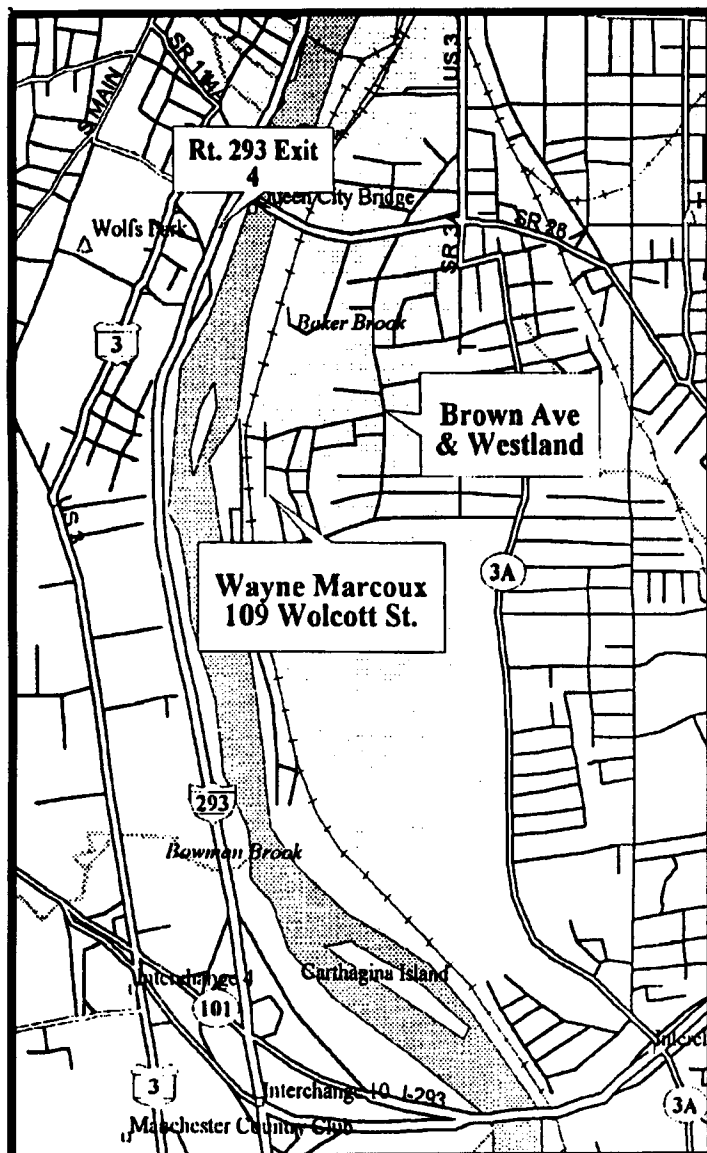 S MAIN
SR 114A
US 3
Rt. 293 Exit
4
Queen City Bridge
Wolfs Park
SR 3
SR 28
3
Baker Brook
Brown Ave
& Westland
Wayne Marcoux
109 Wolcott St.
3A
293
Bowman Brook
Carthagina Island
Interchange 4
101
3
Interchange 10
I-293
3A
Manchester Country Club